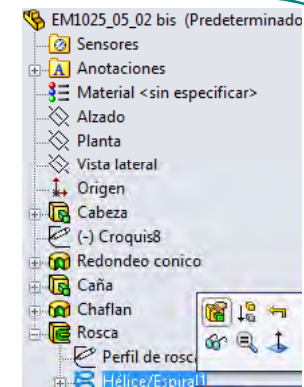 EM1025_05_02 bis (Predeterminado
Sensores
Anotaciones
Material <sin especificar>
Alzado
Planta
Vista lateral
Origen
Cabeza
(-) Croquis8
Redondeo conico
Caña
Chaflan
Rosca
Perfil de rosca
Hélice/Espiral1